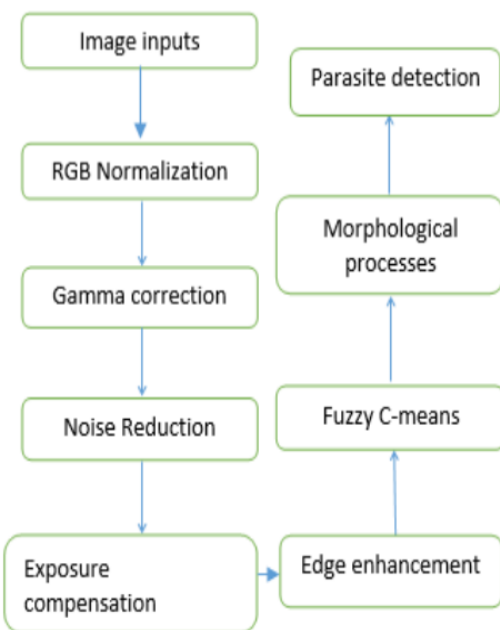 Image inputs
RGB Normalization
Gamma correction
Noise Reduction
Exposure
compensation
Edge enhancement
Fuzzy C-means
Morphological
processes
Parasite detection